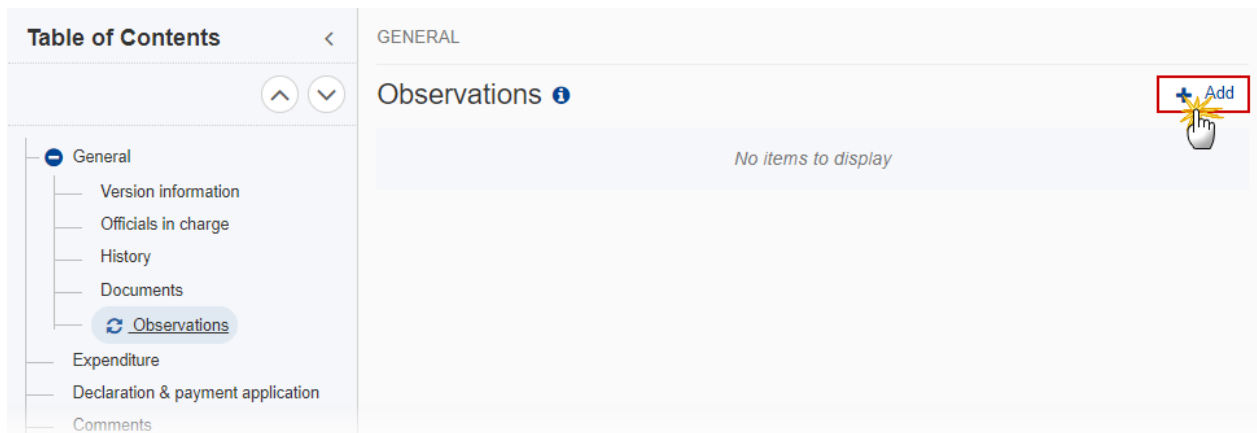 Table of Contents
GENERAL
Observations
Add
No items to display
General
Version information
Officials in charge
History
Documents
Observations
Expenditure
Declaration & payment application
Comments